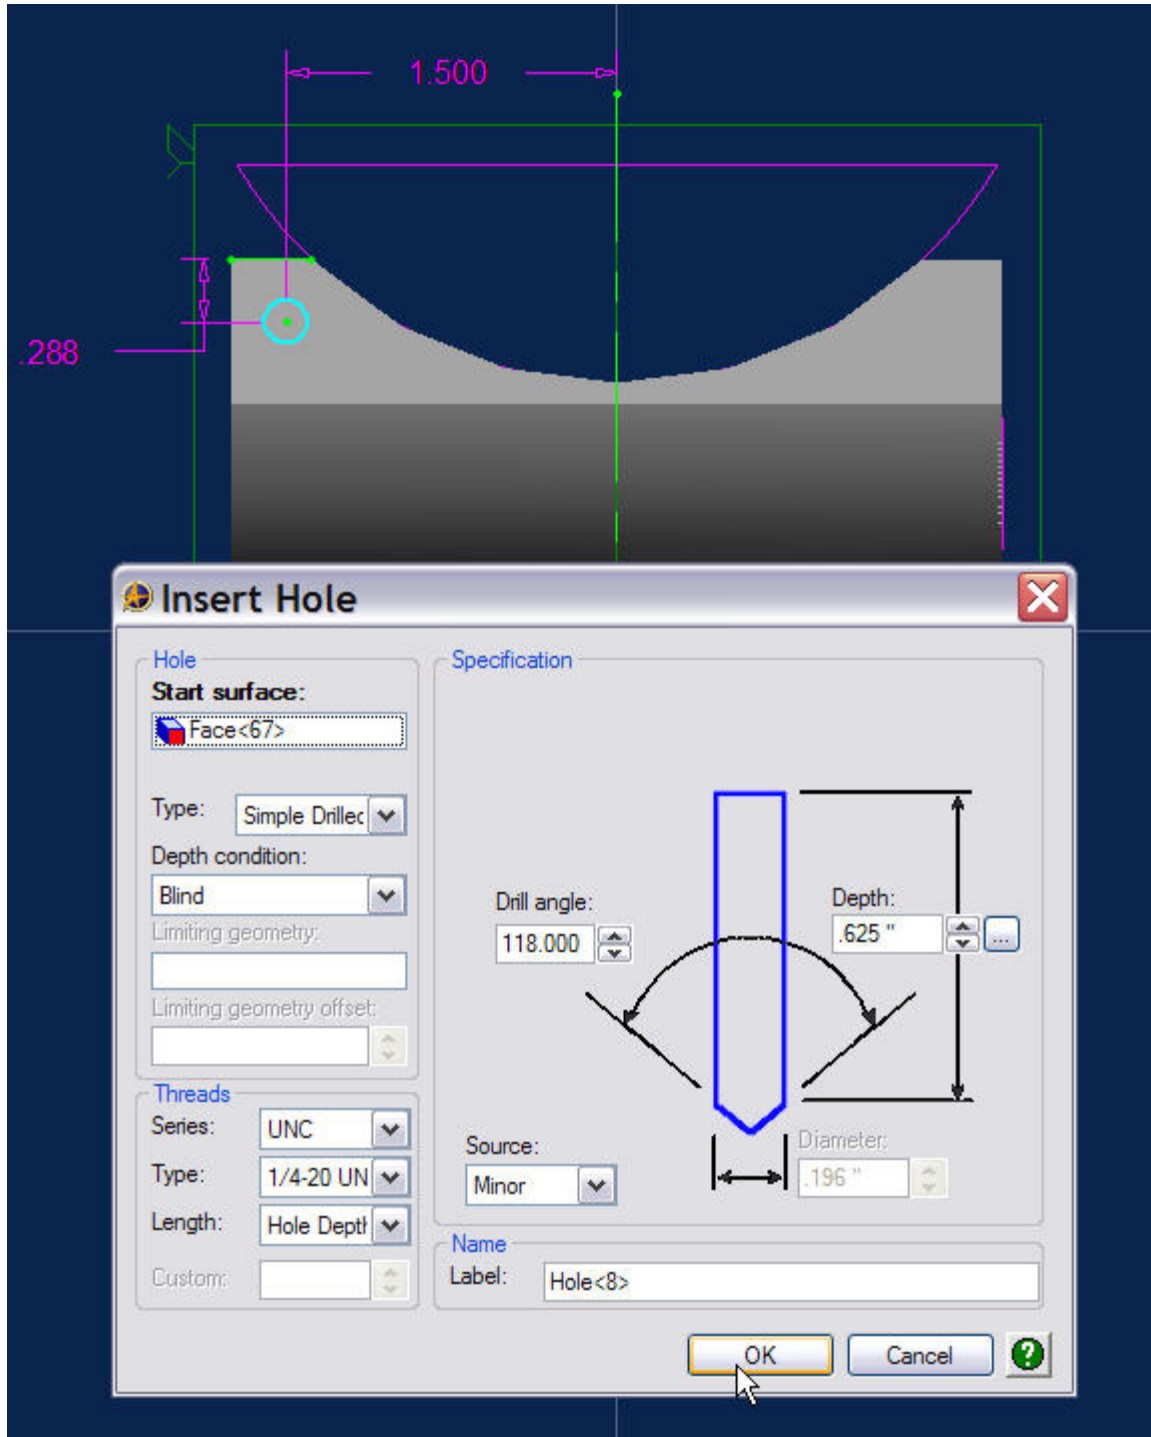 1.500
.288
Insert Hole
Hole
Start surface:
Face<67>
Type: Simple Drillec
Depth condition:
Blind
Limiting geometry:
Limiting geometry offset:
Threads
Series: UNC
Type: 1/4-20 UN
Length: Hole Depth
Custom:
Specification
Drill angle:
118.000
Depth:
.625 "
...
Source:
Minor
Diameter:
.196 "
Name
Label: Hole<8>
OK Cancel ?